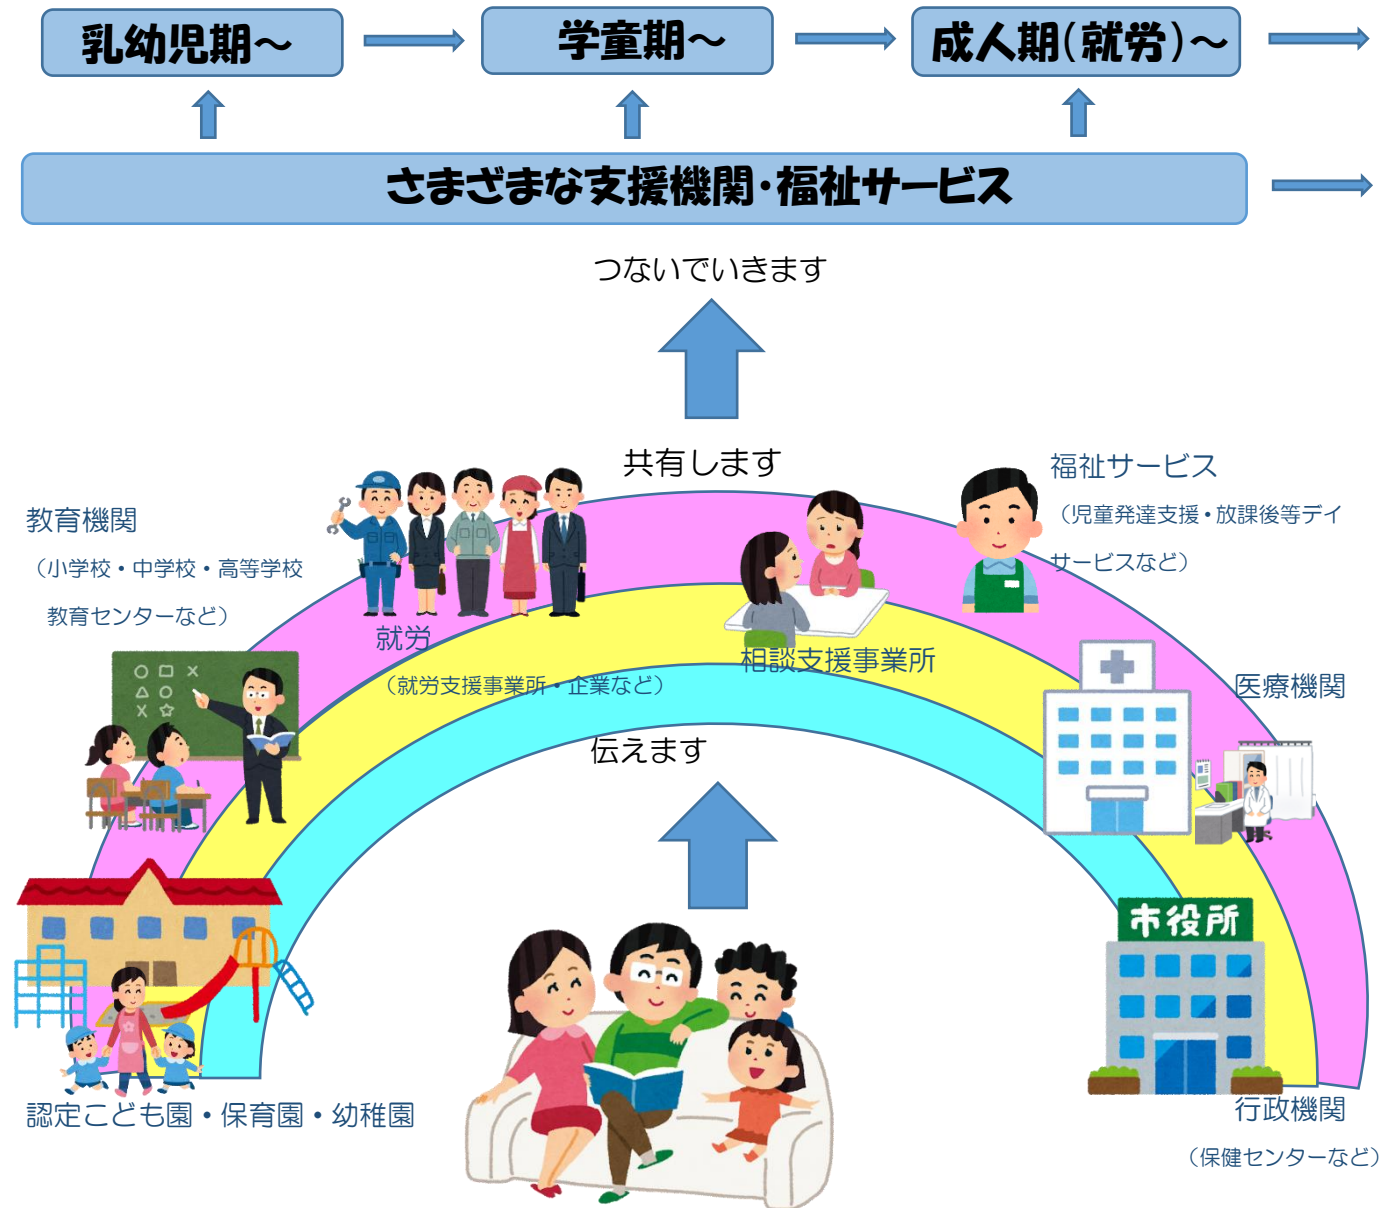 乳幼児期～
学童期～
成人期(就労)～
さまざまな支援機関・福祉サービス
つないでいきます
共有します
福祉サービス
（児童発達支援・放課後等デイ
サービスなど）
教育機関
（小学校・中学校・高等学校
教育センターなど）
就労
（就労支援事業所・企業など）
相談支援事業所
医療機関
伝えます
市役所
認定こども園・保育園・幼稚園
行政機関
（保健センターなど）